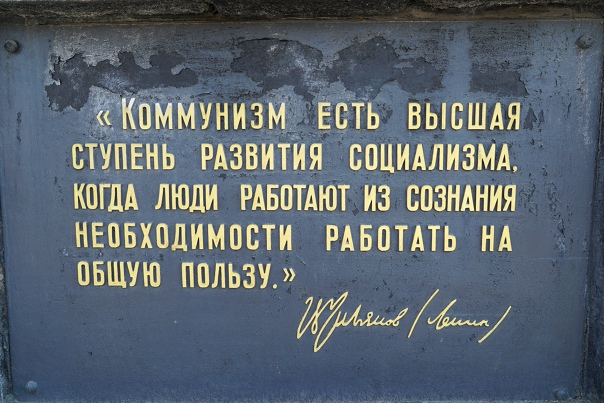 «Коммунизм есть высшая
ступень развития социализма,
когда люди работают из сознания
необходимости работать на
общую пользу.»
В Ульянов (Ленин)